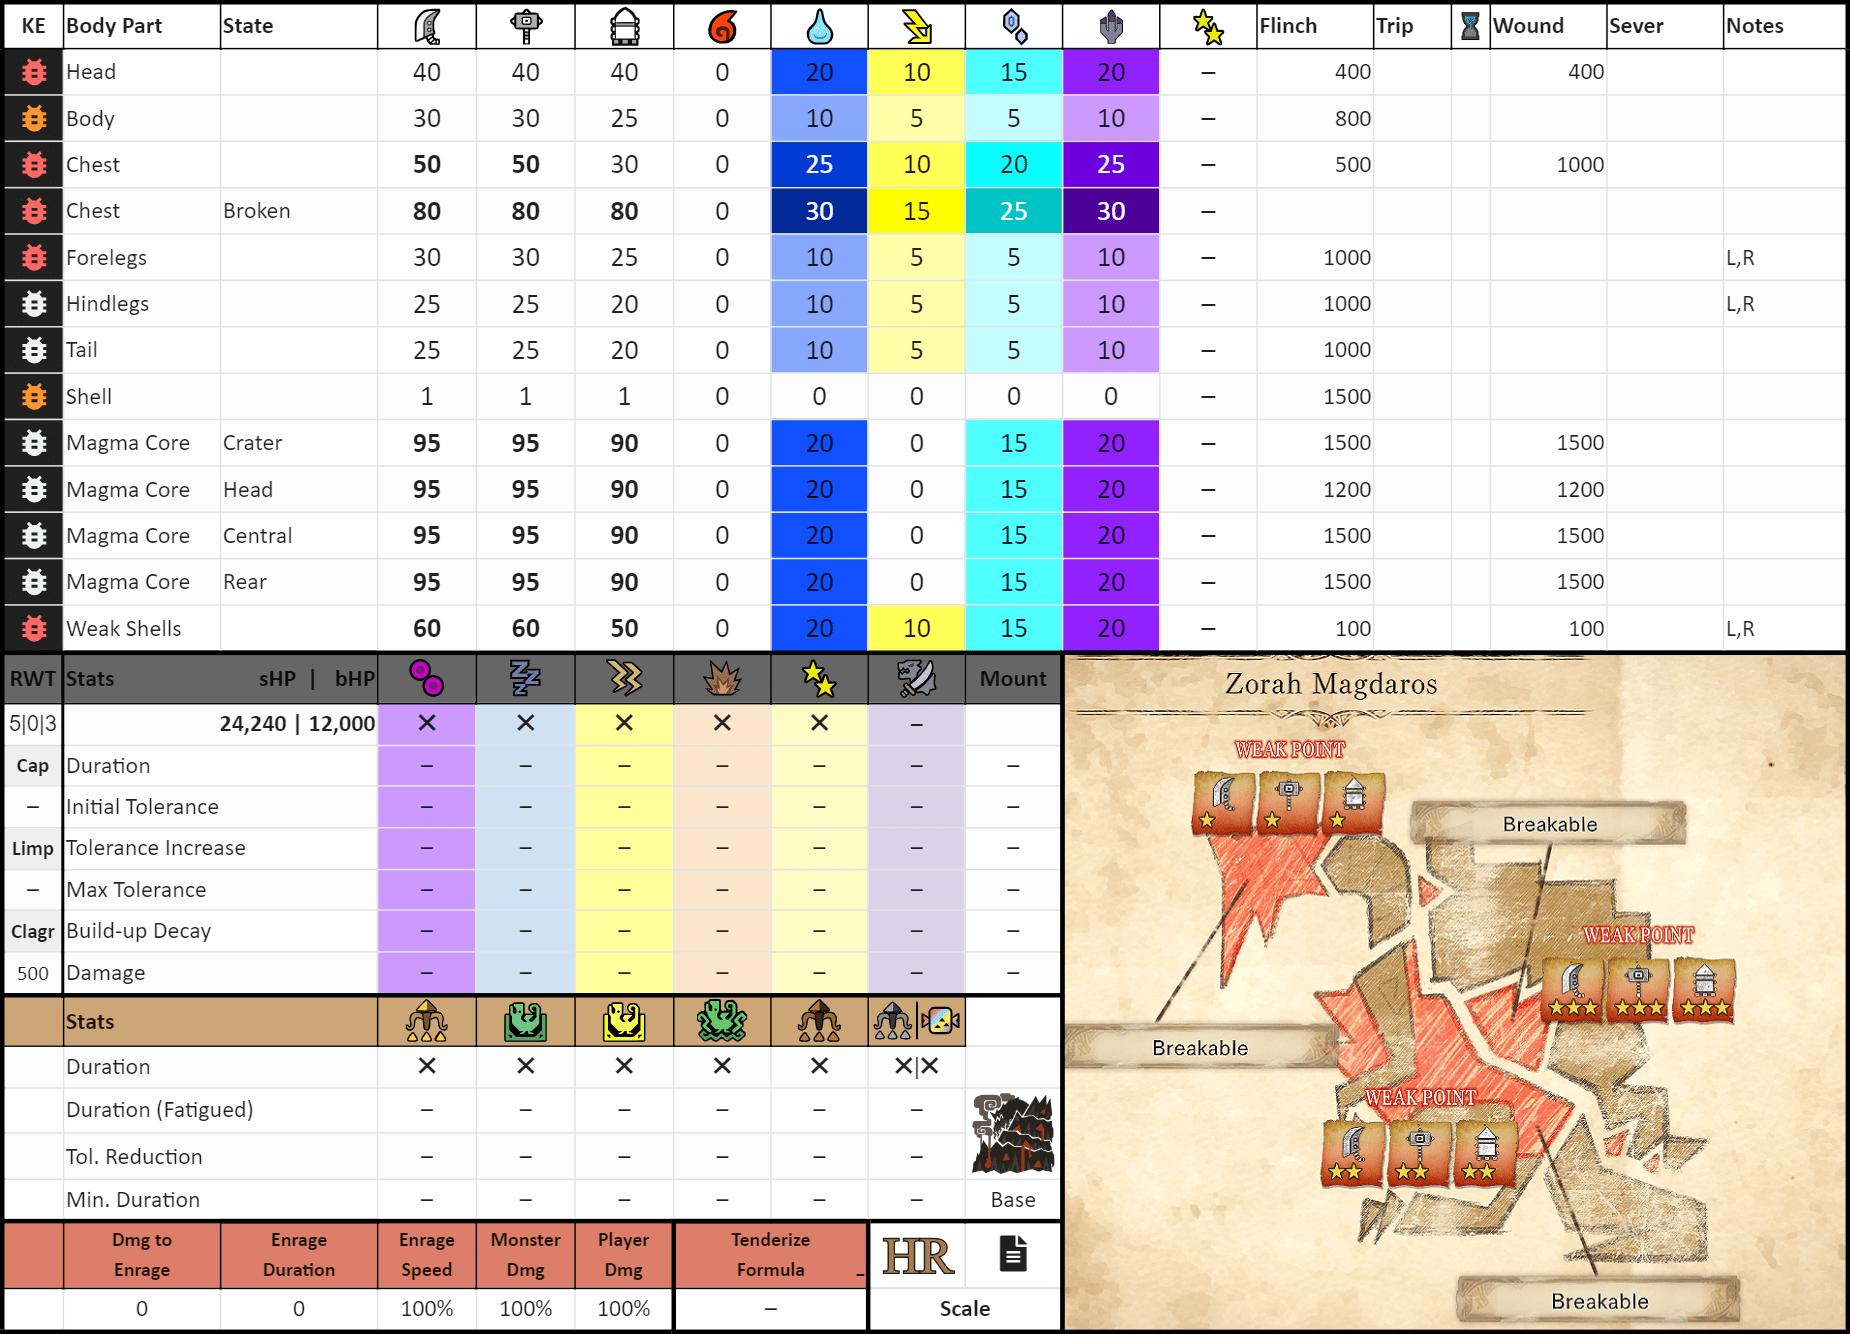 KE Body Part State Flinch Trip Wound Sever Notes
Head 40 40 40 0 20 10 15 20 – 400 400
Body 30 30 25 0 10 5 5 10 – 800
Chest 50 50 30 0 25 10 20 25 – 500 1000
Chest Broken 80 80 80 0 30 15 25 30 –
Forelegs 30 30 25 0 10 5 5 10 – 1000 L,R
Hindlegs 25 25 20 0 10 5 5 10 – 1000 L,R
Tail 25 25 20 0 10 5 5 10 – 1000
Shell 1 1 1 0 0 0 0 0 – 1500
Magma Core Crater 95 95 90 0 20 0 15 20 – 1500 1500
Magma Core Head 95 95 90 0 20 0 15 20 – 1200 1200
Magma Core Central 95 95 90 0 20 0 15 20 – 1500 1500
Magma Core Rear 95 95 90 0 20 0 15 20 – 1500 1500
Weak Shells 60 60 50 0 20 10 15 20 – 100 100 L,R
RWT Stats sHP | bHP Mount
5|0|3 24,240 | 12,000 ✕ ✕ ✕ ✕ ✕ –
Cap Duration – – – – – – –
– Initial Tolerance – – – – – – –
Limp Tolerance Increase – – – – – – –
– Max Tolerance – – – – – – –
Clagr Build-up Decay – – – – – – –
500 Damage – – – – – – –
Stats
Duration ✕ ✕ ✕ ✕ ✕ ✕|✕
Duration (Fatigued) – – – – – –
Tol. Reduction – – – – – –
Min. Duration – – – – – – Base
Dmg to Enrage Enrage Monster Player Tenderize
Enrage Duration Speed Dmg Dmg Formula –
HR
0 0 100% 100% 100% – Scale
Zorah Magdaros
WEAK POINT
Breakable
WEAK POINT
Breakable
WEAK POINT
Breakable